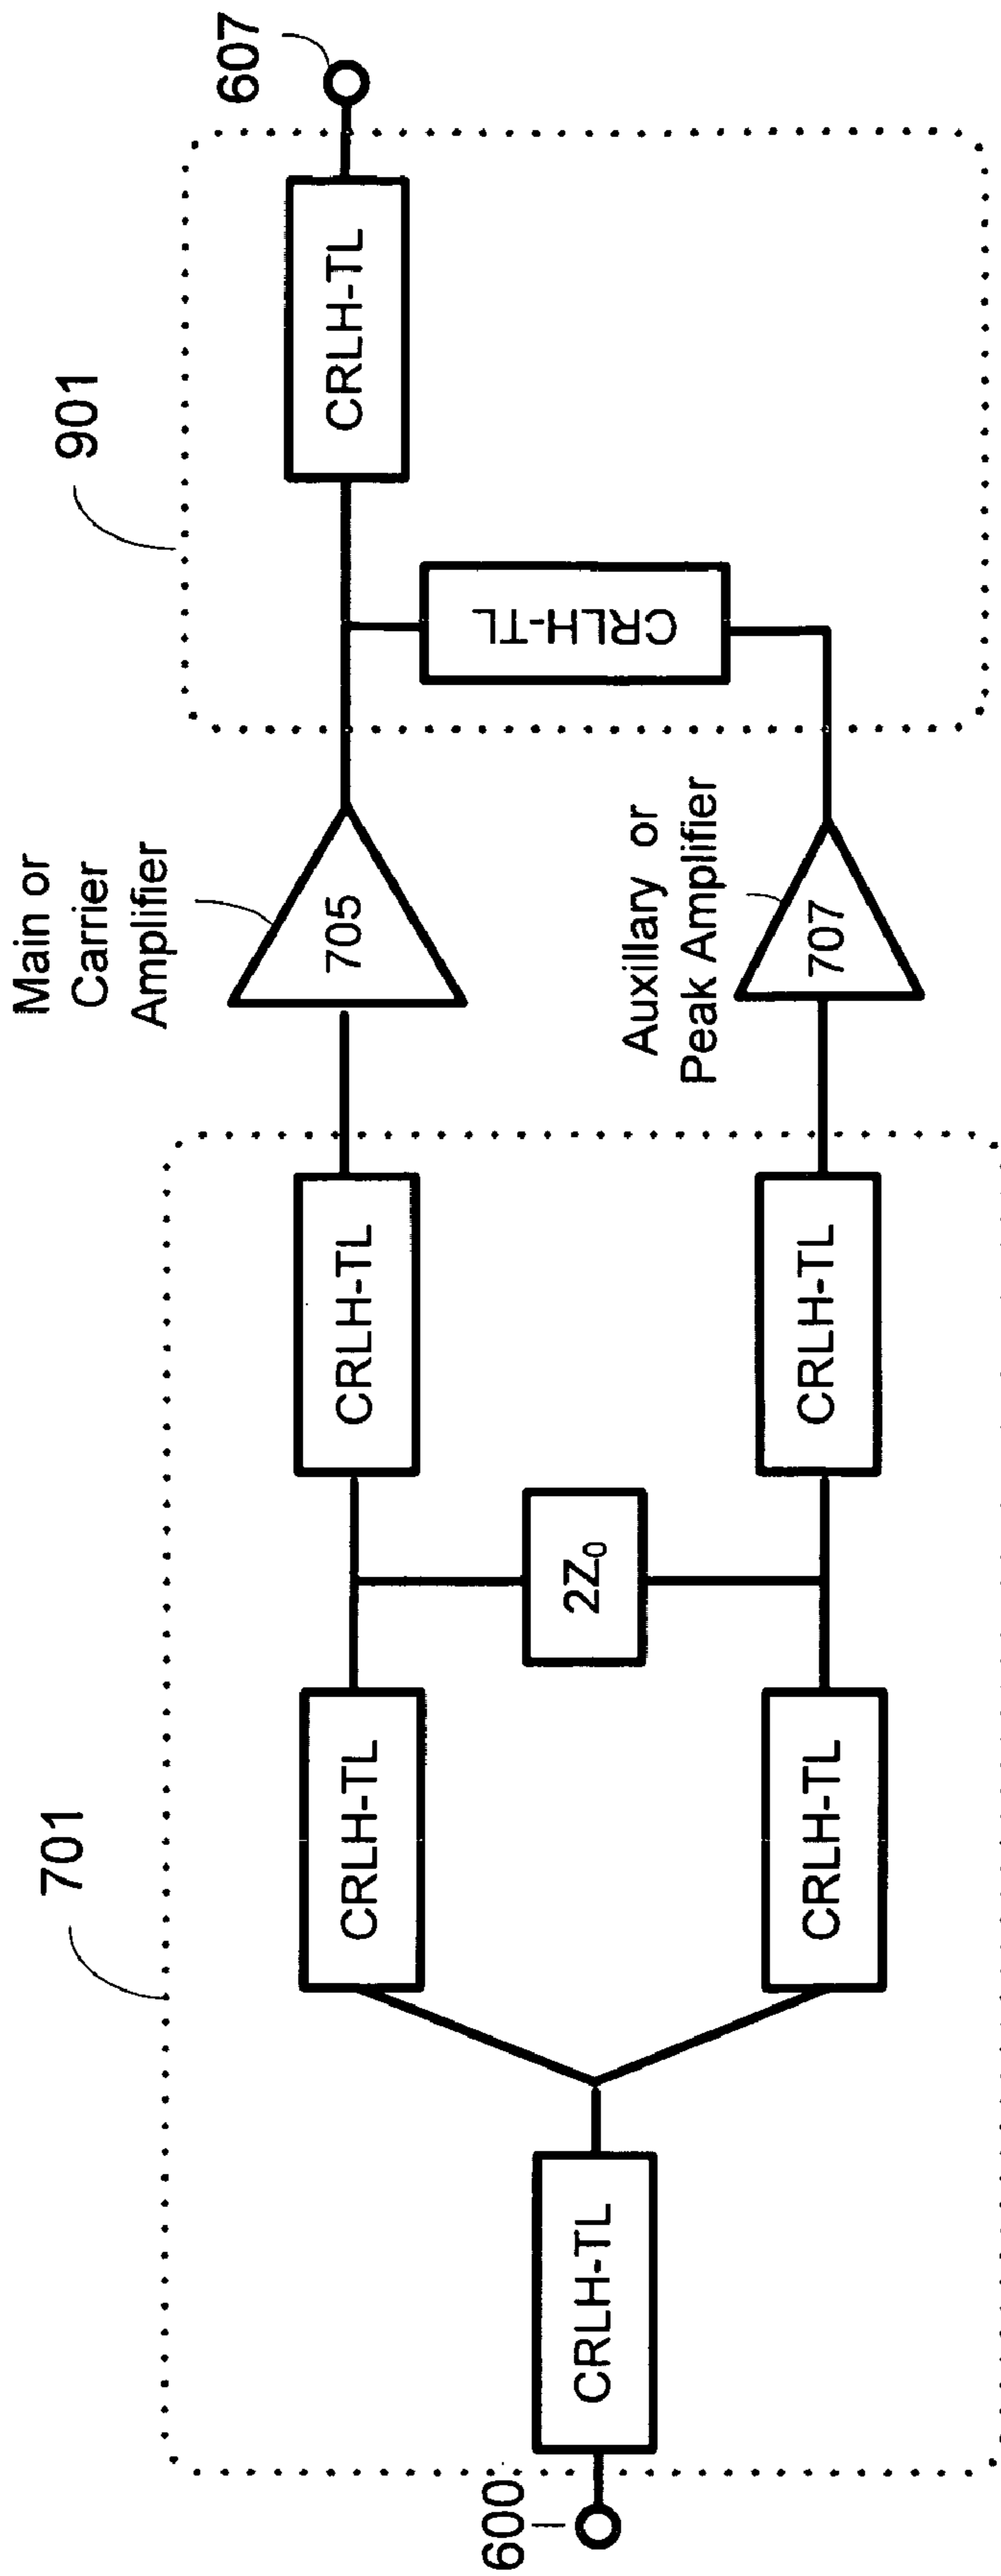 701
901
Main or
Carrier
Amplifier
607
CRLH-TL
CRLH-TL
705
CRLH-TL
CRLH-TL
600
CRLH-TL
2Z₀
Auxillary or
Peak Amplifier
CRLH-TL
CRLH-TL
707